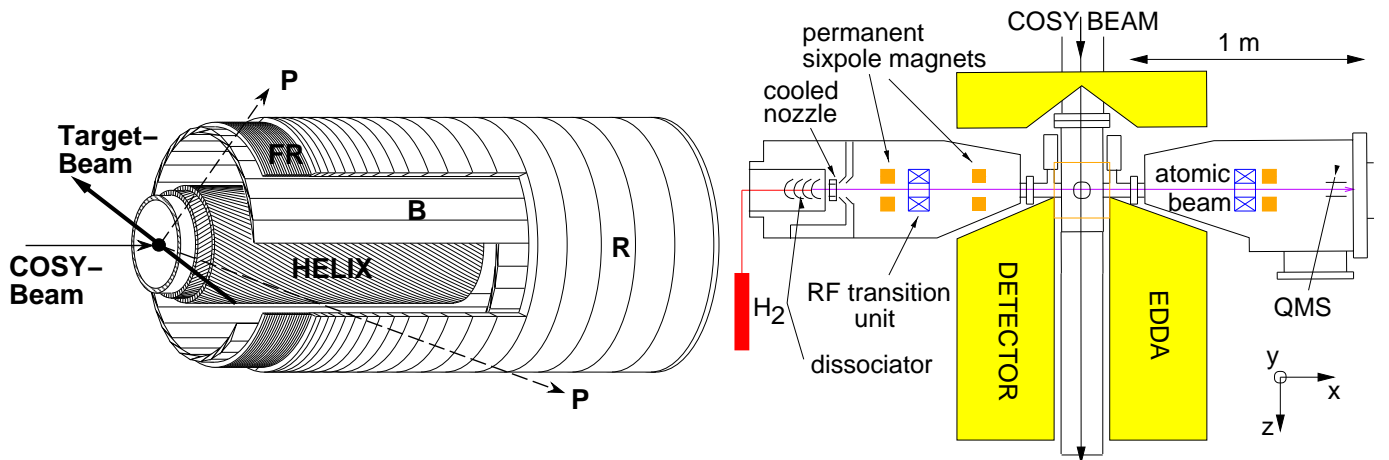 P
Target–
Beam
FR
B
R
COSY–
Beam
HELIX
P
COSY BEAM
permanent
sixpole magnets
1 m
cooled
nozzle
atomic
beam
H2
RF transition
unit
dissociator
DETECTOR
EDDA
QMS
y
x
z